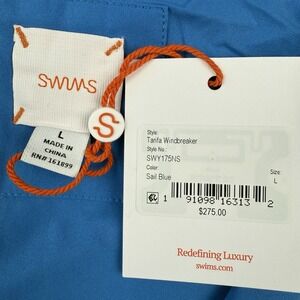 SWIMS
L
MADE IN
CHINA
RN# 161899
S
Style:
Tarifa Windbreaker
Style No.:
SWY175NS
Color:
Sail Blue
Size:
L
1 91098 16313 2
$275.00
Redefining Luxury
swims.com